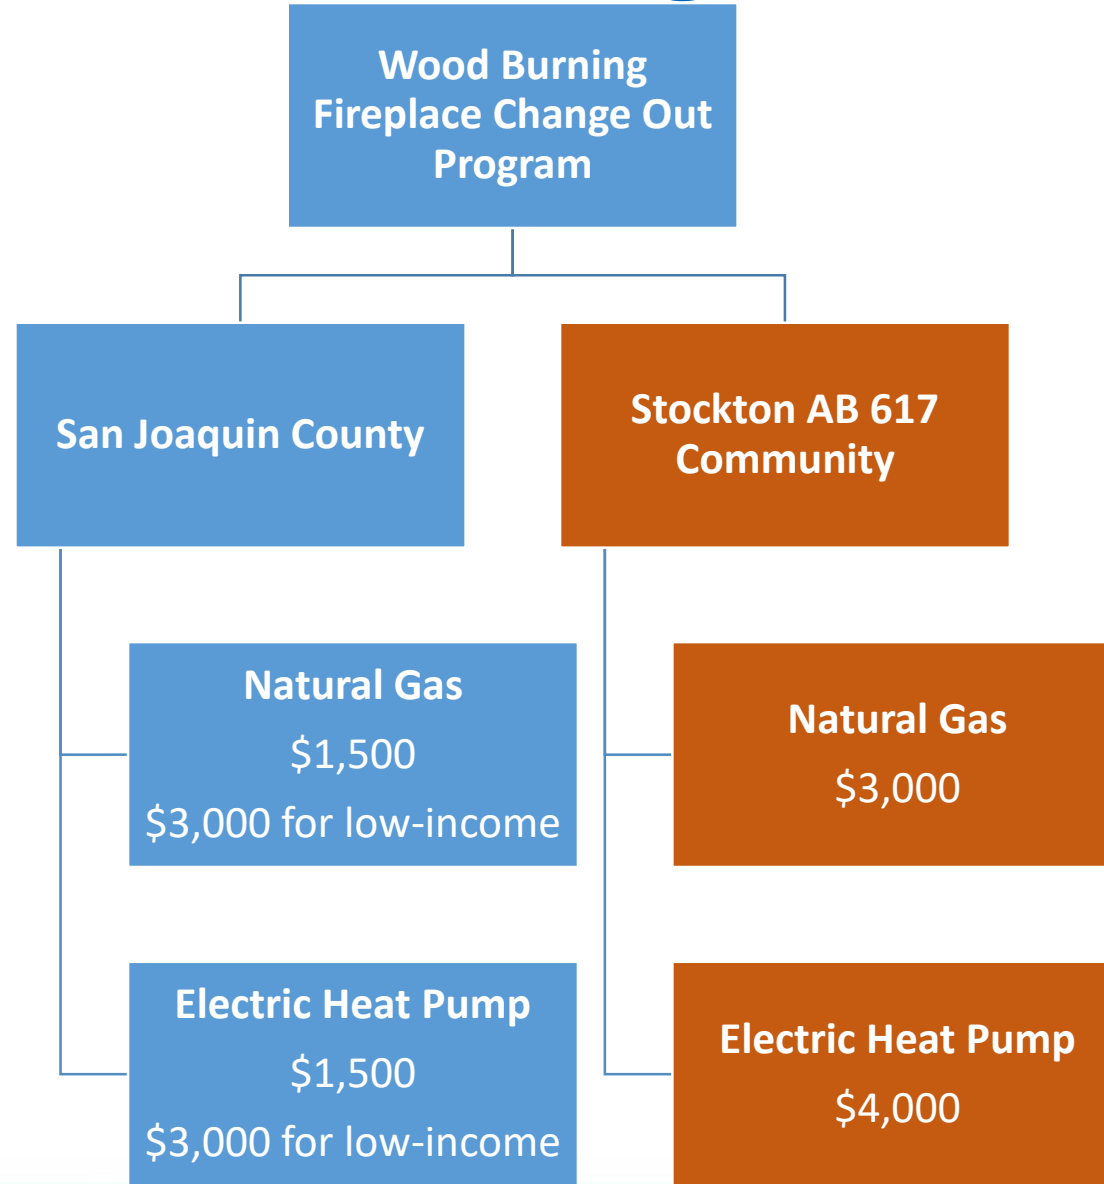 Wood Burning
Fireplace Change Out
Program
San Joaquin County
Stockton AB 617
Community
Natural Gas
$1,500
$3,000 for low-income
Natural Gas
$3,000
Electric Heat Pump
$1,500
$3,000 for low-income
Electric Heat Pump
$4,000